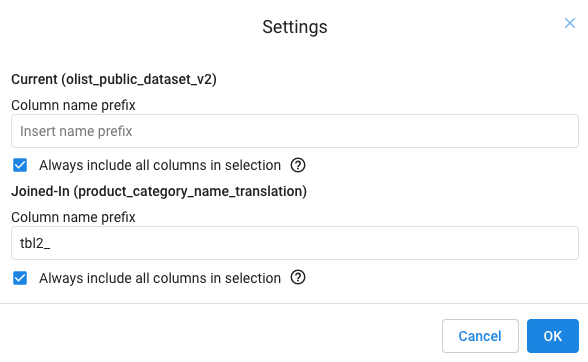 Settings
Current (olist_public_dataset_v2)
Column name prefix
Insert name prefix
Always include all columns in selection
Joined-In (product_category_name_translation)
Column name prefix
tbl2_
Always include all columns in selection
Cancel
OK